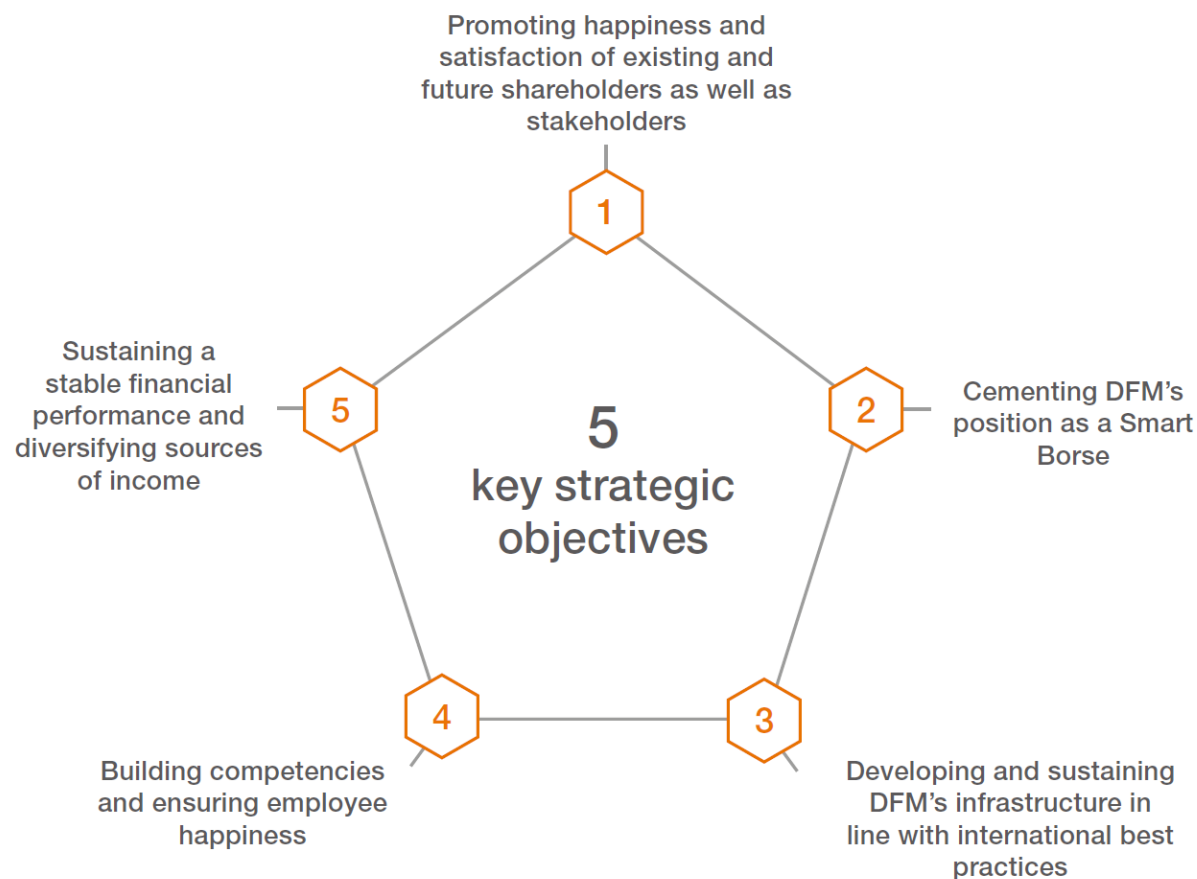 Promoting happiness and
satisfaction of existing and
future shareholders as well as
stakeholders
1
2
Cementing DFM's
position as a Smart
Borse
3
Developing and sustaining
DFM's infrastructure in
line with international best
practices
4
Building competencies
and ensuring employee
happiness
5
Sustaining a
stable financial
performance and
diversifying sources
of income
5
key strategic
objectives